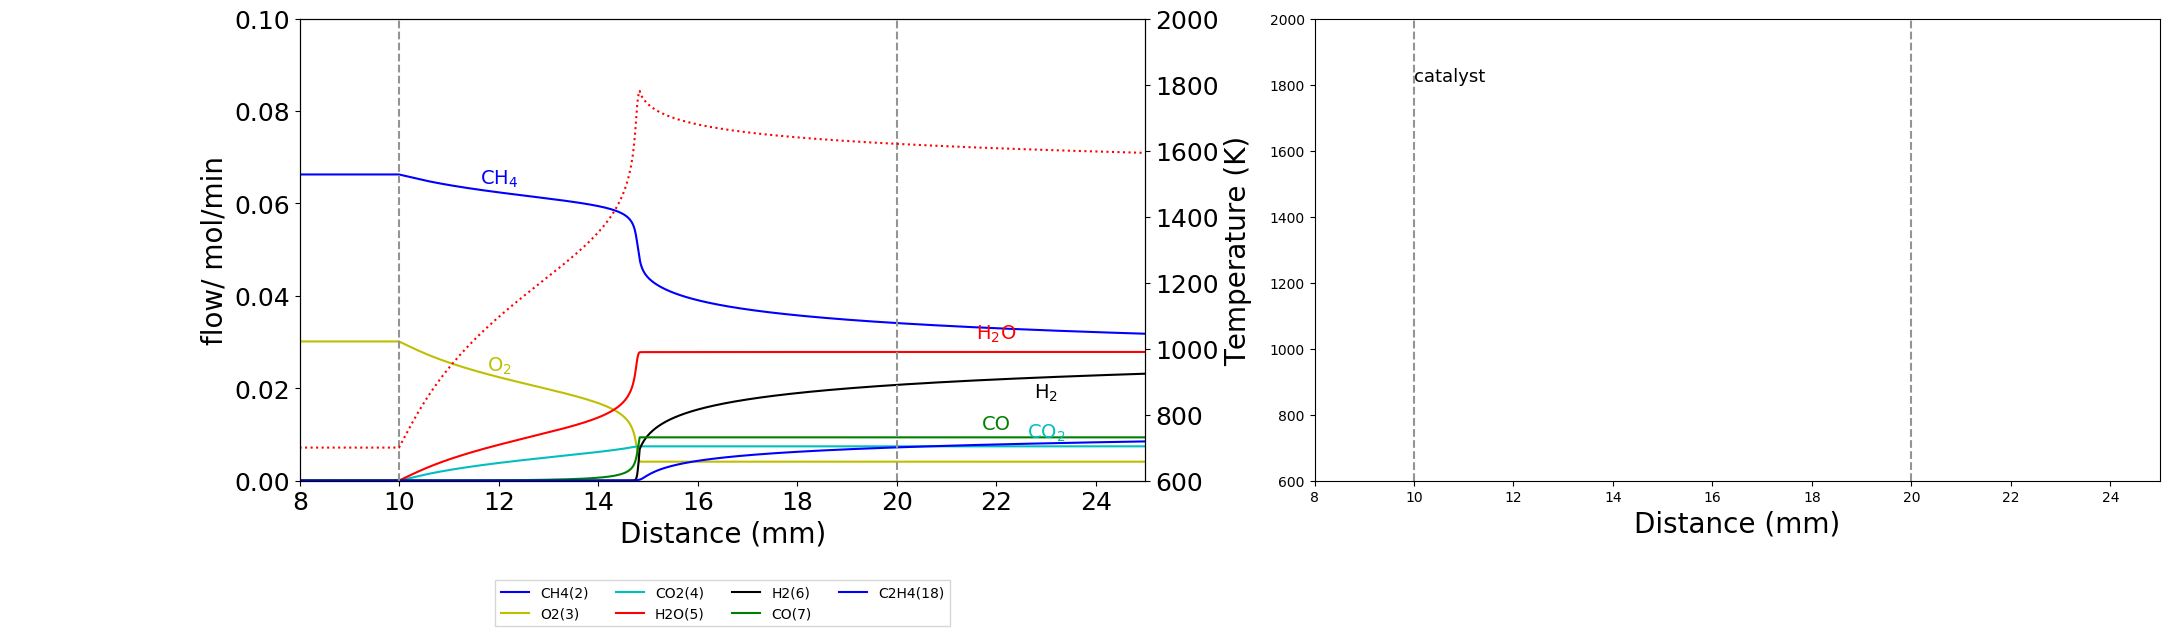 0.10
0.08
0.06
0.04
0.02
0.00
flow/ mol/min
8 10 12 14 16 18 20 22 24
Distance (mm)
2000
1800
1600
1400
1200
1000
800
600
Temperature (K)
CH₄
O₂
H₂O
H₂
CO
CO₂
CH4(2) CO2(4) H2(6) C2H4(18)
O2(3) H2O(5) CO(7)
2000
1800
1600
1400
1200
1000
800
600
catalyst
8 10 12 14 16 18 20 22 24
Distance (mm)